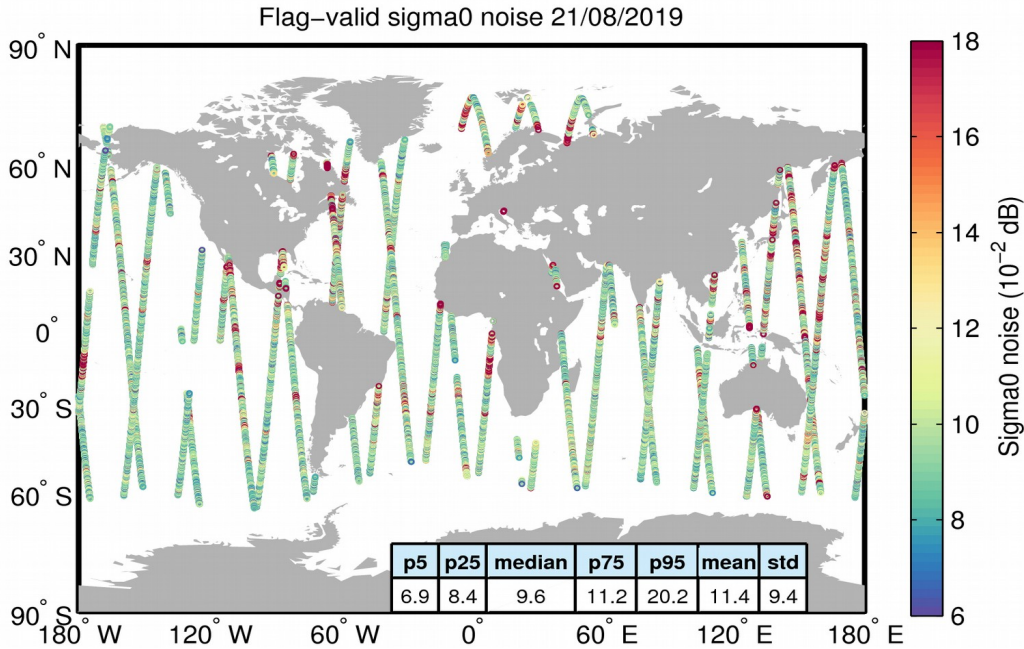 Flag−valid sigma0 noise 21/08/2019
90° N
60° N
30° N
0°
30° S
60° S
90° S
180° W
120° W
60° W
0°
60° E
120° E
180° E
p5 p25 median p75 p95 mean std
6.9 8.4 9.6 11.2 20.2 11.4 9.4
18
16
14
12
10
8
6
Sigma0 noise (10⁻² dB)